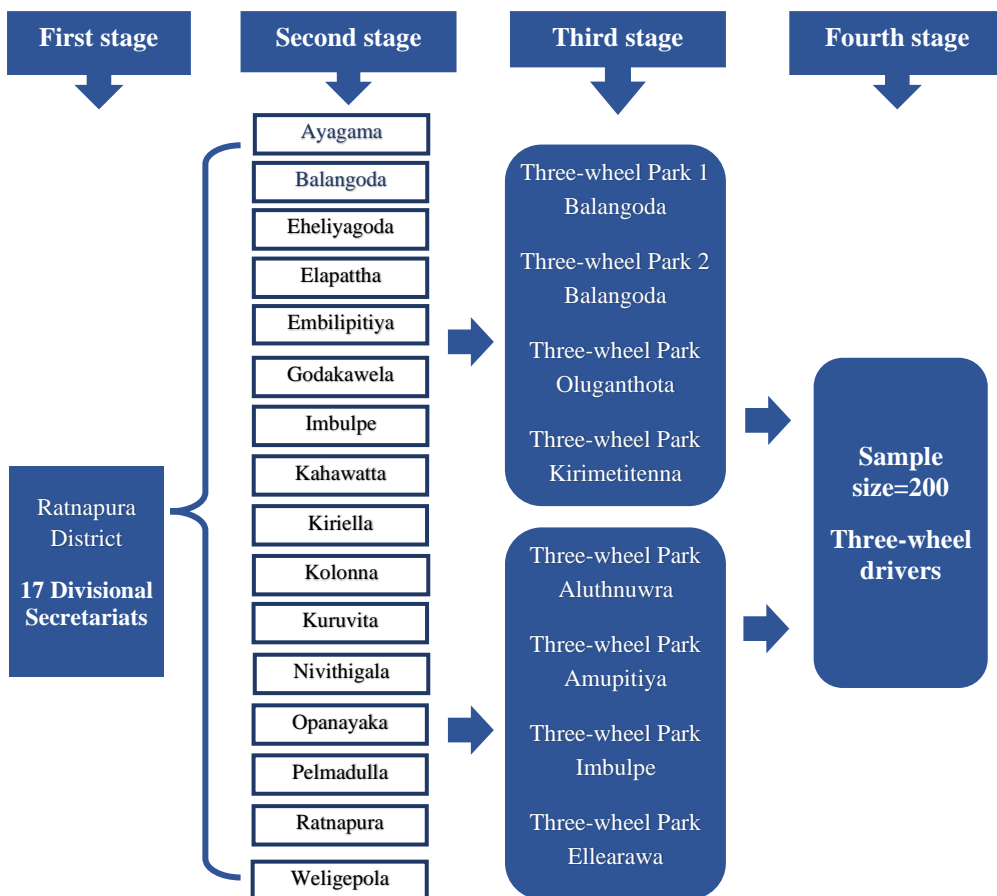 First stage
Second stage
Third stage
Fourth stage
Ratnapura
District
17 Divisional
Secretariats
Ayagama
Balangoda
Eheliyagoda
Elapattha
Embilipitiya
Godakawela
Imbulpe
Kahawatta
Kiriella
Kolonna
Kuruvita
Nivithigala
Opanayaka
Pelmadulla
Ratnapura
Weligepola
Three-wheel Park 1
Balangoda
Three-wheel Park 2
Balangoda
Three-wheel Park
Oluganthota
Three-wheel Park
Kirimetitenna
Three-wheel Park
Aluthnuwra
Three-wheel Park
Amupitiya
Three-wheel Park
Imbulpe
Three-wheel Park
Ellearawa
Sample
size=200
Three-wheel
drivers